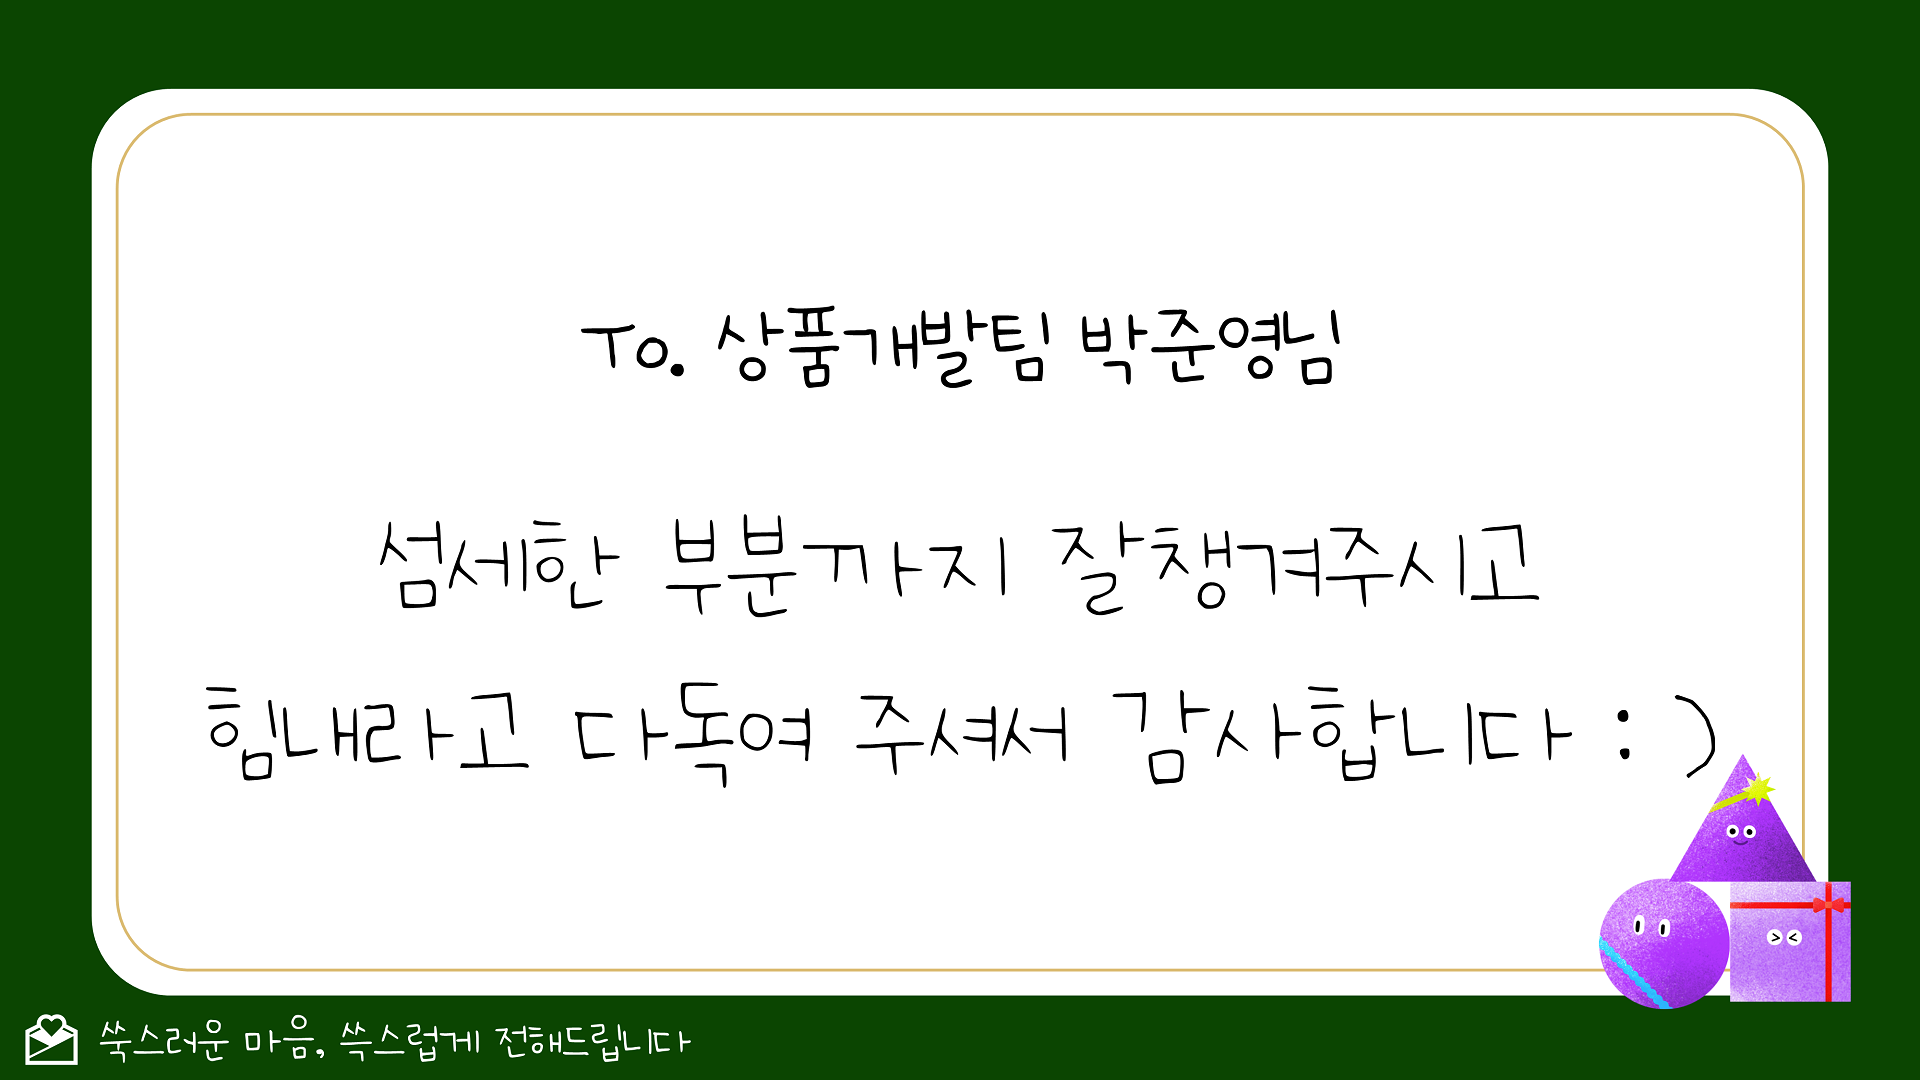 To. 상품개발팀 박준영님
섬세한 부분까지 잘챙겨주시고
힘내라고 다독여 주셔서 감사합니다 : )
쑥스러운 마음, 쓱스럽게 전해드립니다